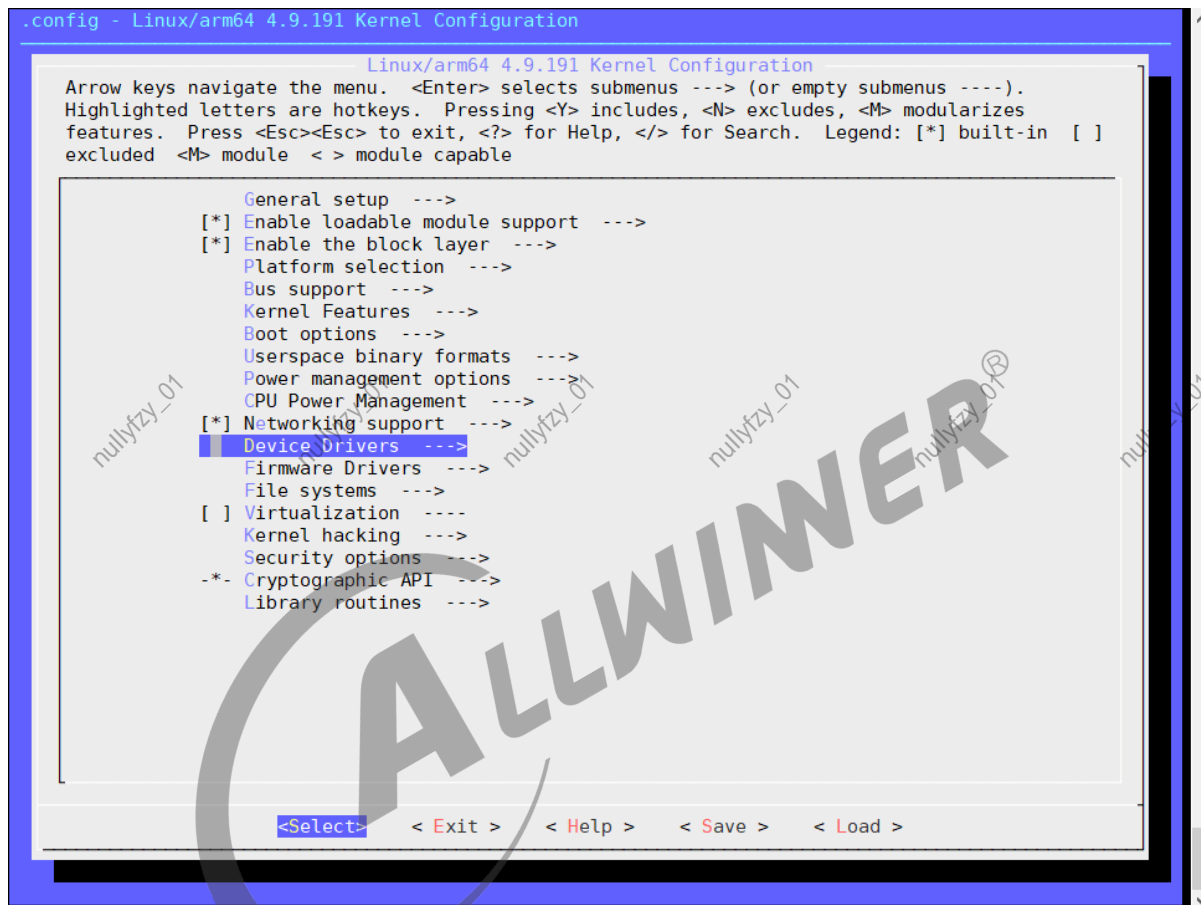 .config - Linux/arm64 4.9.191 Kernel Configuration
Linux/arm64 4.9.191 Kernel Configuration
Arrow keys navigate the menu.  <Enter> selects submenus ---> (or empty submenus ----).
Highlighted letters are hotkeys.  Pressing <Y> includes, <N> excludes, <M> modularizes
features.  Press <Esc><Esc> to exit, <?> for Help, </> for Search.  Legend: [*] built-in  [ ]
excluded  <M> module  < > module capable
General setup  --->
[*] Enable loadable module support  --->
[*] Enable the block layer  --->
Platform selection  --->
Bus support  --->
Kernel Features  --->
Boot options  --->
Userspace binary formats  --->
Power management options  --->
CPU Power Management  --->
[*] Networking support  --->
Device Drivers  --->
Firmware Drivers  --->
File systems  --->
[ ] Virtualization  ----
Kernel hacking  --->
Security options  --->
-*- Cryptographic API  --->
Library routines  --->
<Select>    < Exit >    < Help >    < Save >    < Load >
nullyfzy_01
nullyfzy_01
nullyfzy_01
nullyfzy_01
ALLWINNER®